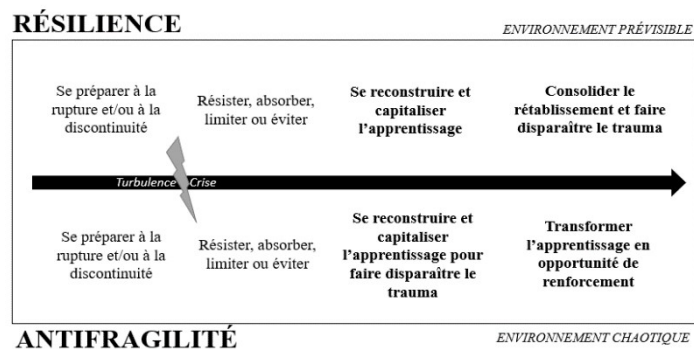 RÉSILIENCE
ENVIRONNEMENT PRÉVISIBLE
Se préparer à la
rupture et/ou à la
discontinuité
Résister, absorber,
limiter ou éviter
Se reconstruire et
capitaliser
l'apprentissage
Consolider le
rétablissement et faire
disparaître le trauma
Turbulence
Crise
Se préparer à la
rupture et/ou à la
discontinuité
Résister, absorber,
limiter ou éviter
Se reconstruire et
capitaliser
l'apprentissage pour
faire disparaître le
trauma
Transformer
l'apprentissage en
opportunité de
renforcement
ANTIFRAGILITÉ
ENVIRONNEMENT CHAOTIQUE